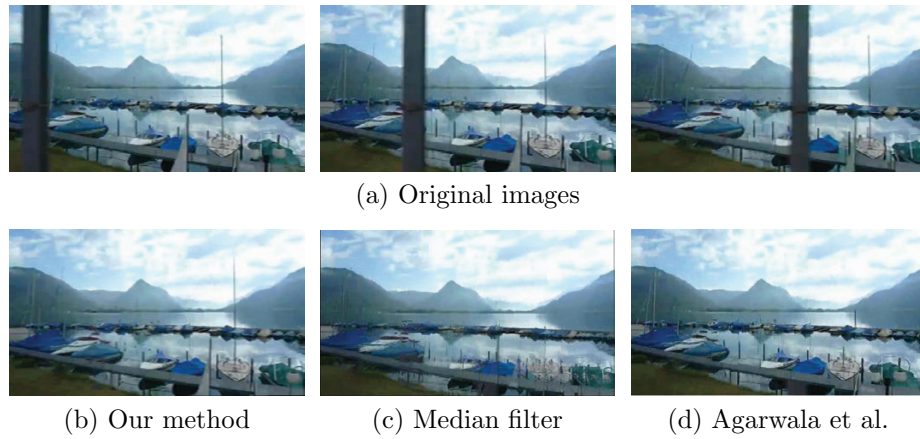 (a) Original images
(b) Our method
(c) Median filter
(d) Agarwala et al.